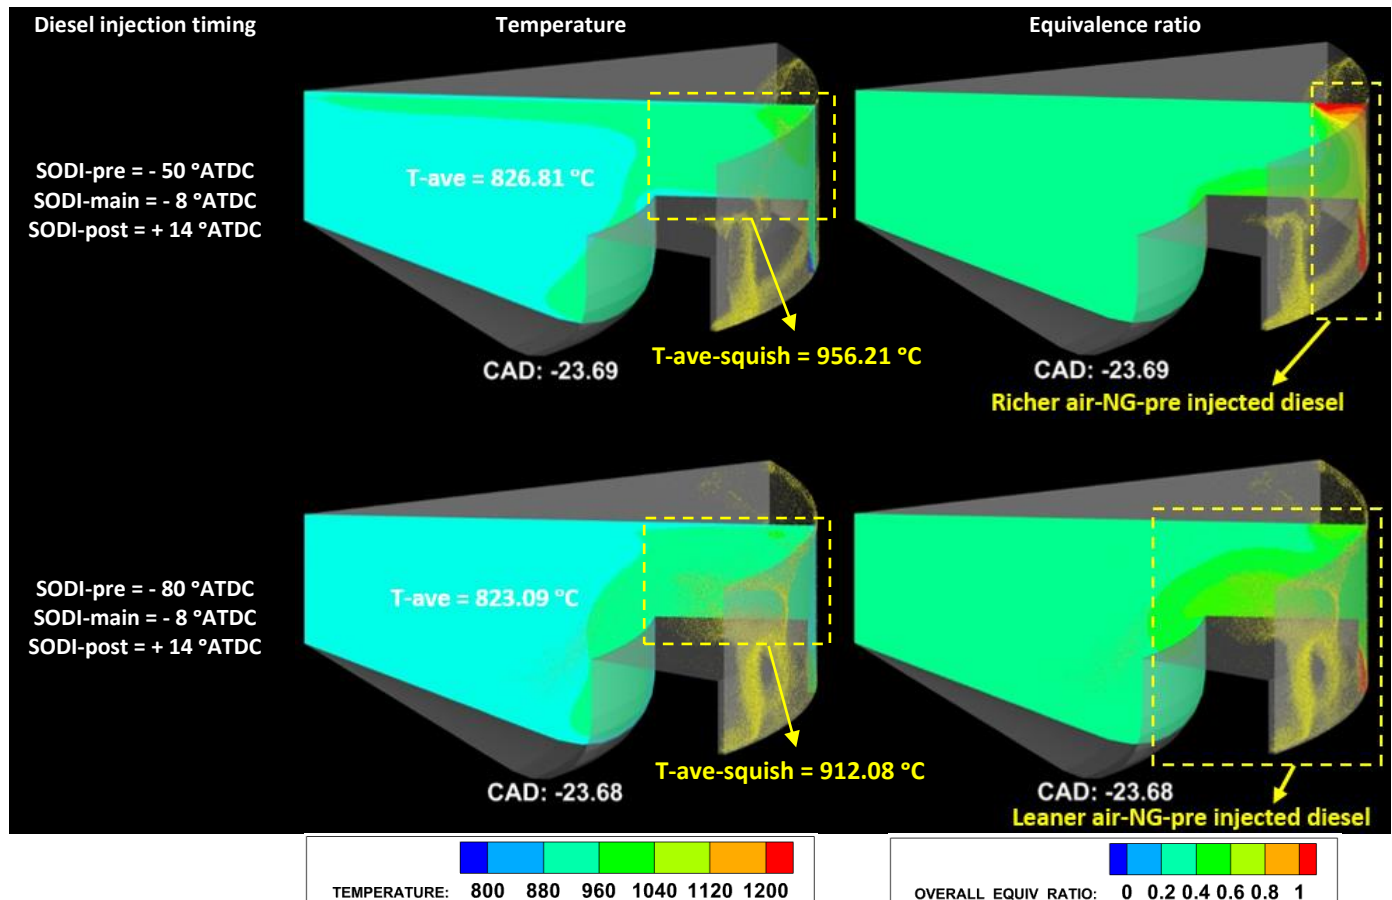 Diesel injection timing
Temperature
Equivalence ratio
SODI-pre = - 50 °ATDC
SODI-main = - 8 °ATDC
SODI-post = + 14 °ATDC
T-ave = 826.81 °C
T-ave-squish = 956.21 °C
CAD: -23.69
CAD: -23.69
Richer air-NG-pre injected diesel
SODI-pre = - 80 °ATDC
SODI-main = - 8 °ATDC
SODI-post = + 14 °ATDC
T-ave = 823.09 °C
T-ave-squish = 912.08 °C
CAD: -23.68
CAD: -23.68
Leaner air-NG-pre injected diesel
TEMPERATURE: 800 880 960 1040 1120 1200
OVERALL EQUIV RATIO: 0 0.2 0.4 0.6 0.8 1